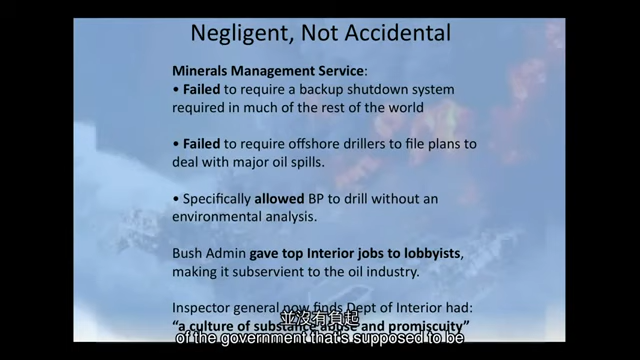 Negligent, Not Accidental
Minerals Management Service:
• Failed to require a backup shutdown system
required in much of the rest of the world
• Failed to require offshore drillers to file plans to
deal with major oil spills.
• Specifically allowed BP to drill without an
environmental analysis.
Bush Admin gave top Interior jobs to lobbyists,
making it subservient to the oil industry.
Inspector general now finds Dept of Interior had:
並沒有負起
“a culture of substance abuse and promiscuity”
of the government that's supposed to be